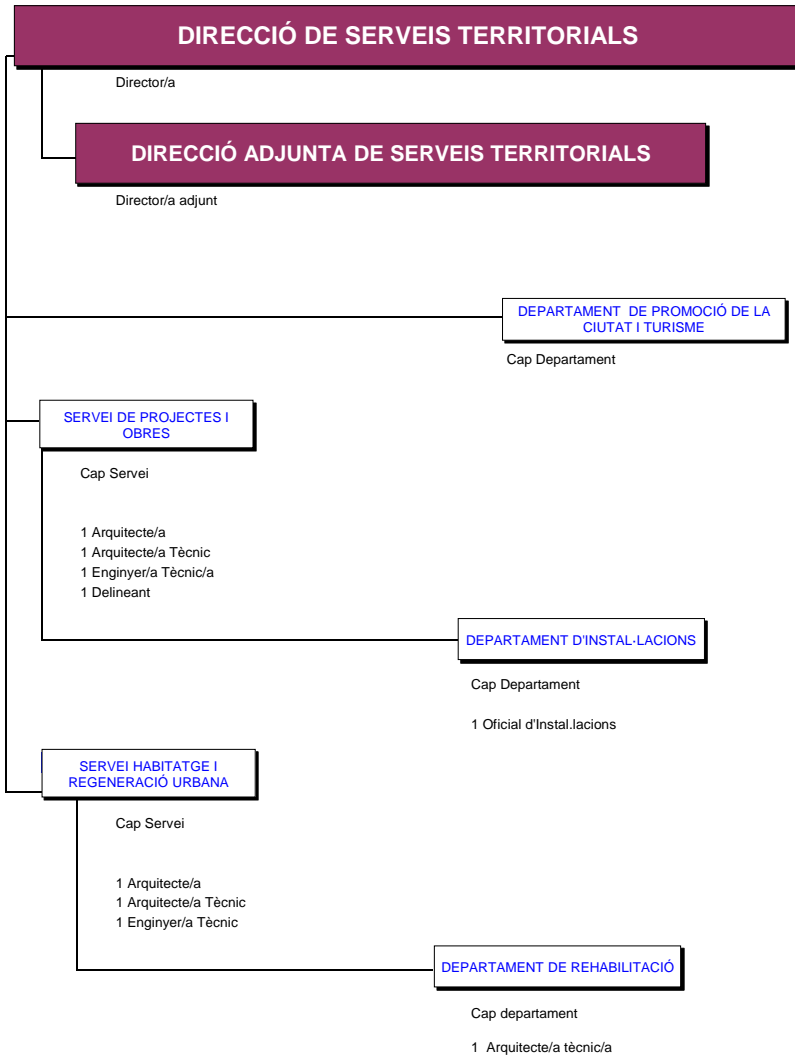 DIRECCIÓ DE SERVEIS TERRITORIALS
Director/a
DIRECCIÓ ADJUNTA DE SERVEIS TERRITORIALS
Director/a adjunt
DEPARTAMENT DE PROMOCIÓ DE LA
CIUTAT I TURISME
Cap Departament
SERVEI DE PROJECTES I
OBRES
Cap Servei
1 Arquitecte/a
1 Arquitecte/a Tècnic
1 Enginyer/a Tècnic/a
1 Delineant
DEPARTAMENT D'INSTAL·LACIONS
Cap Departament
1 Oficial d'Instal.lacions
SERVEI HABITATGE I
REGENERACIÓ URBANA
Cap Servei
1 Arquitecte/a
1 Arquitecte/a Tècnic
1 Enginyer/a Tècnic
DEPARTAMENT DE REHABILITACIÓ
Cap departament
1 Arquitecte/a tècnic/a